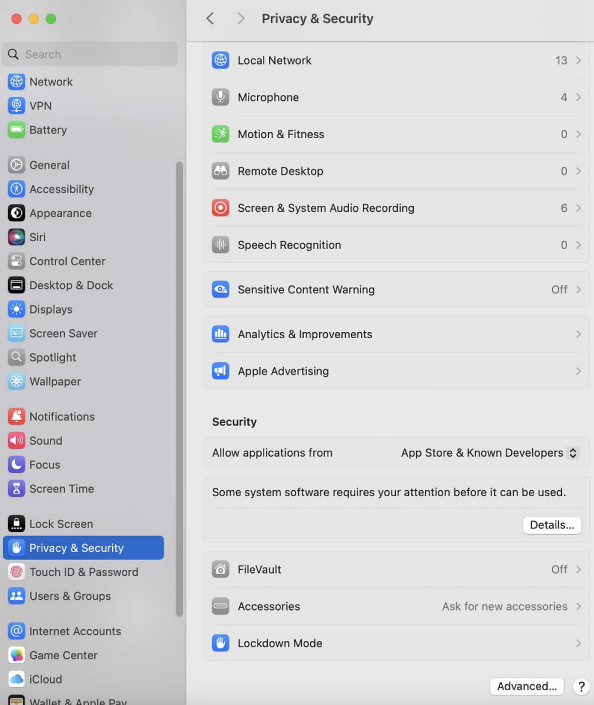 Search
Network
VPN
Battery
General
Accessibility
Appearance
Siri
Control Center
Desktop & Dock
Displays
Screen Saver
Spotlight
Wallpaper
Notifications
Sound
Focus
Screen Time
Lock Screen
Privacy & Security
Touch ID & Password
Users & Groups
Internet Accounts
Game Center
iCloud
Wallet & Apple Pay
Privacy & Security
Local Network 13
Microphone 4
Motion & Fitness 0
Remote Desktop 0
Screen & System Audio Recording 6
Speech Recognition 0
Sensitive Content Warning Off
Analytics & Improvements
Apple Advertising
Security
Allow applications from App Store & Known Developers
Some system software requires your attention before it can be used.
Details...
FileVault Off
Accessories Ask for new accessories
Lockdown Mode
Advanced... ?